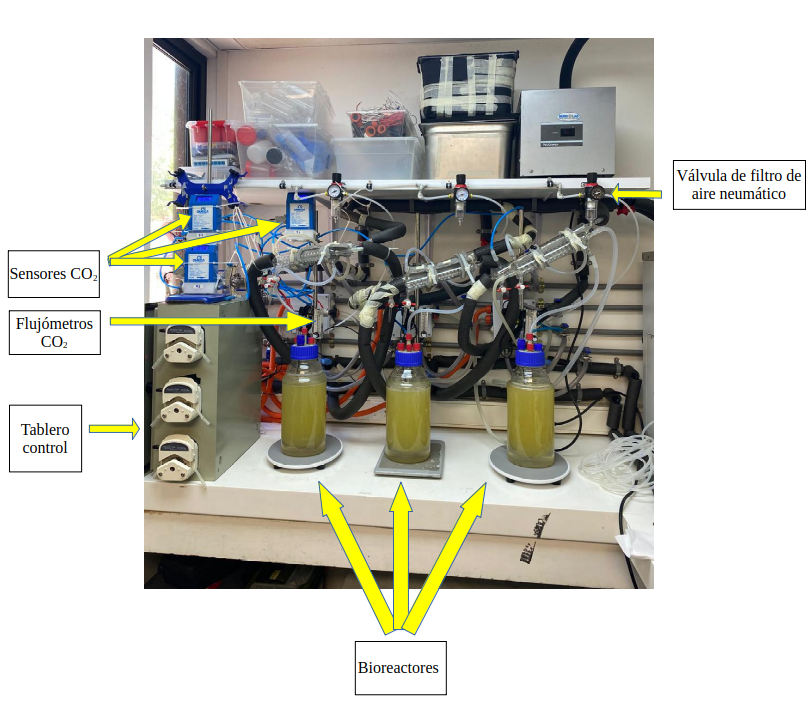 Válvula de filtro de
aire neumático
Sensores CO₂
Flujómetros
CO₂
Tablero
control
Bioreactores